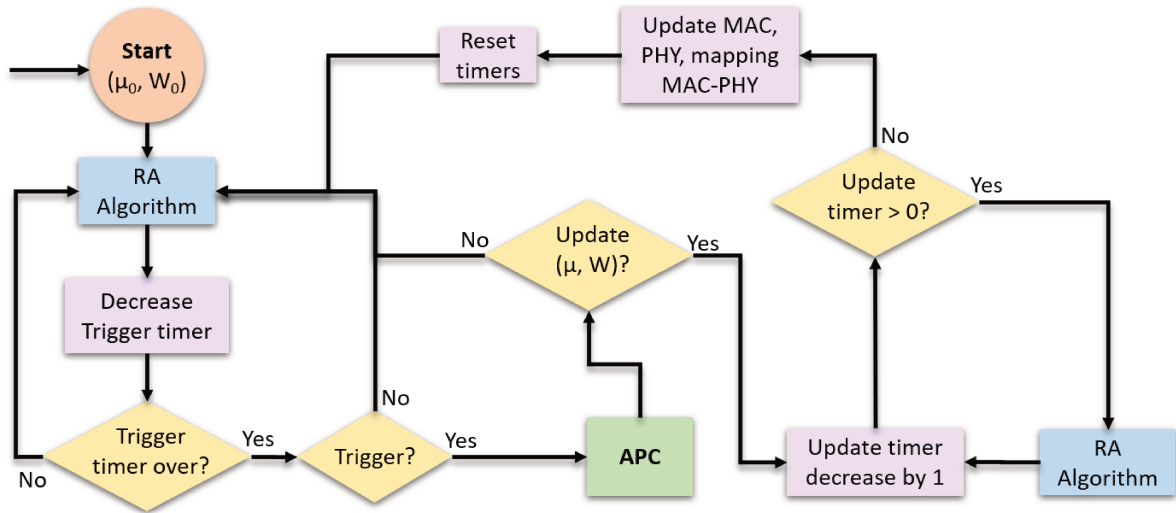 Start
(μ₀, W₀)
RA
Algorithm
Decrease
Trigger timer
Trigger
timer over?
No
Yes
Trigger?
No
Yes
APC
Update
(μ, W)?
No
Yes
Update timer
decrease by 1
Update
timer > 0?
No
Yes
RA
Algorithm
Update MAC,
PHY, mapping
MAC-PHY
Reset
timers